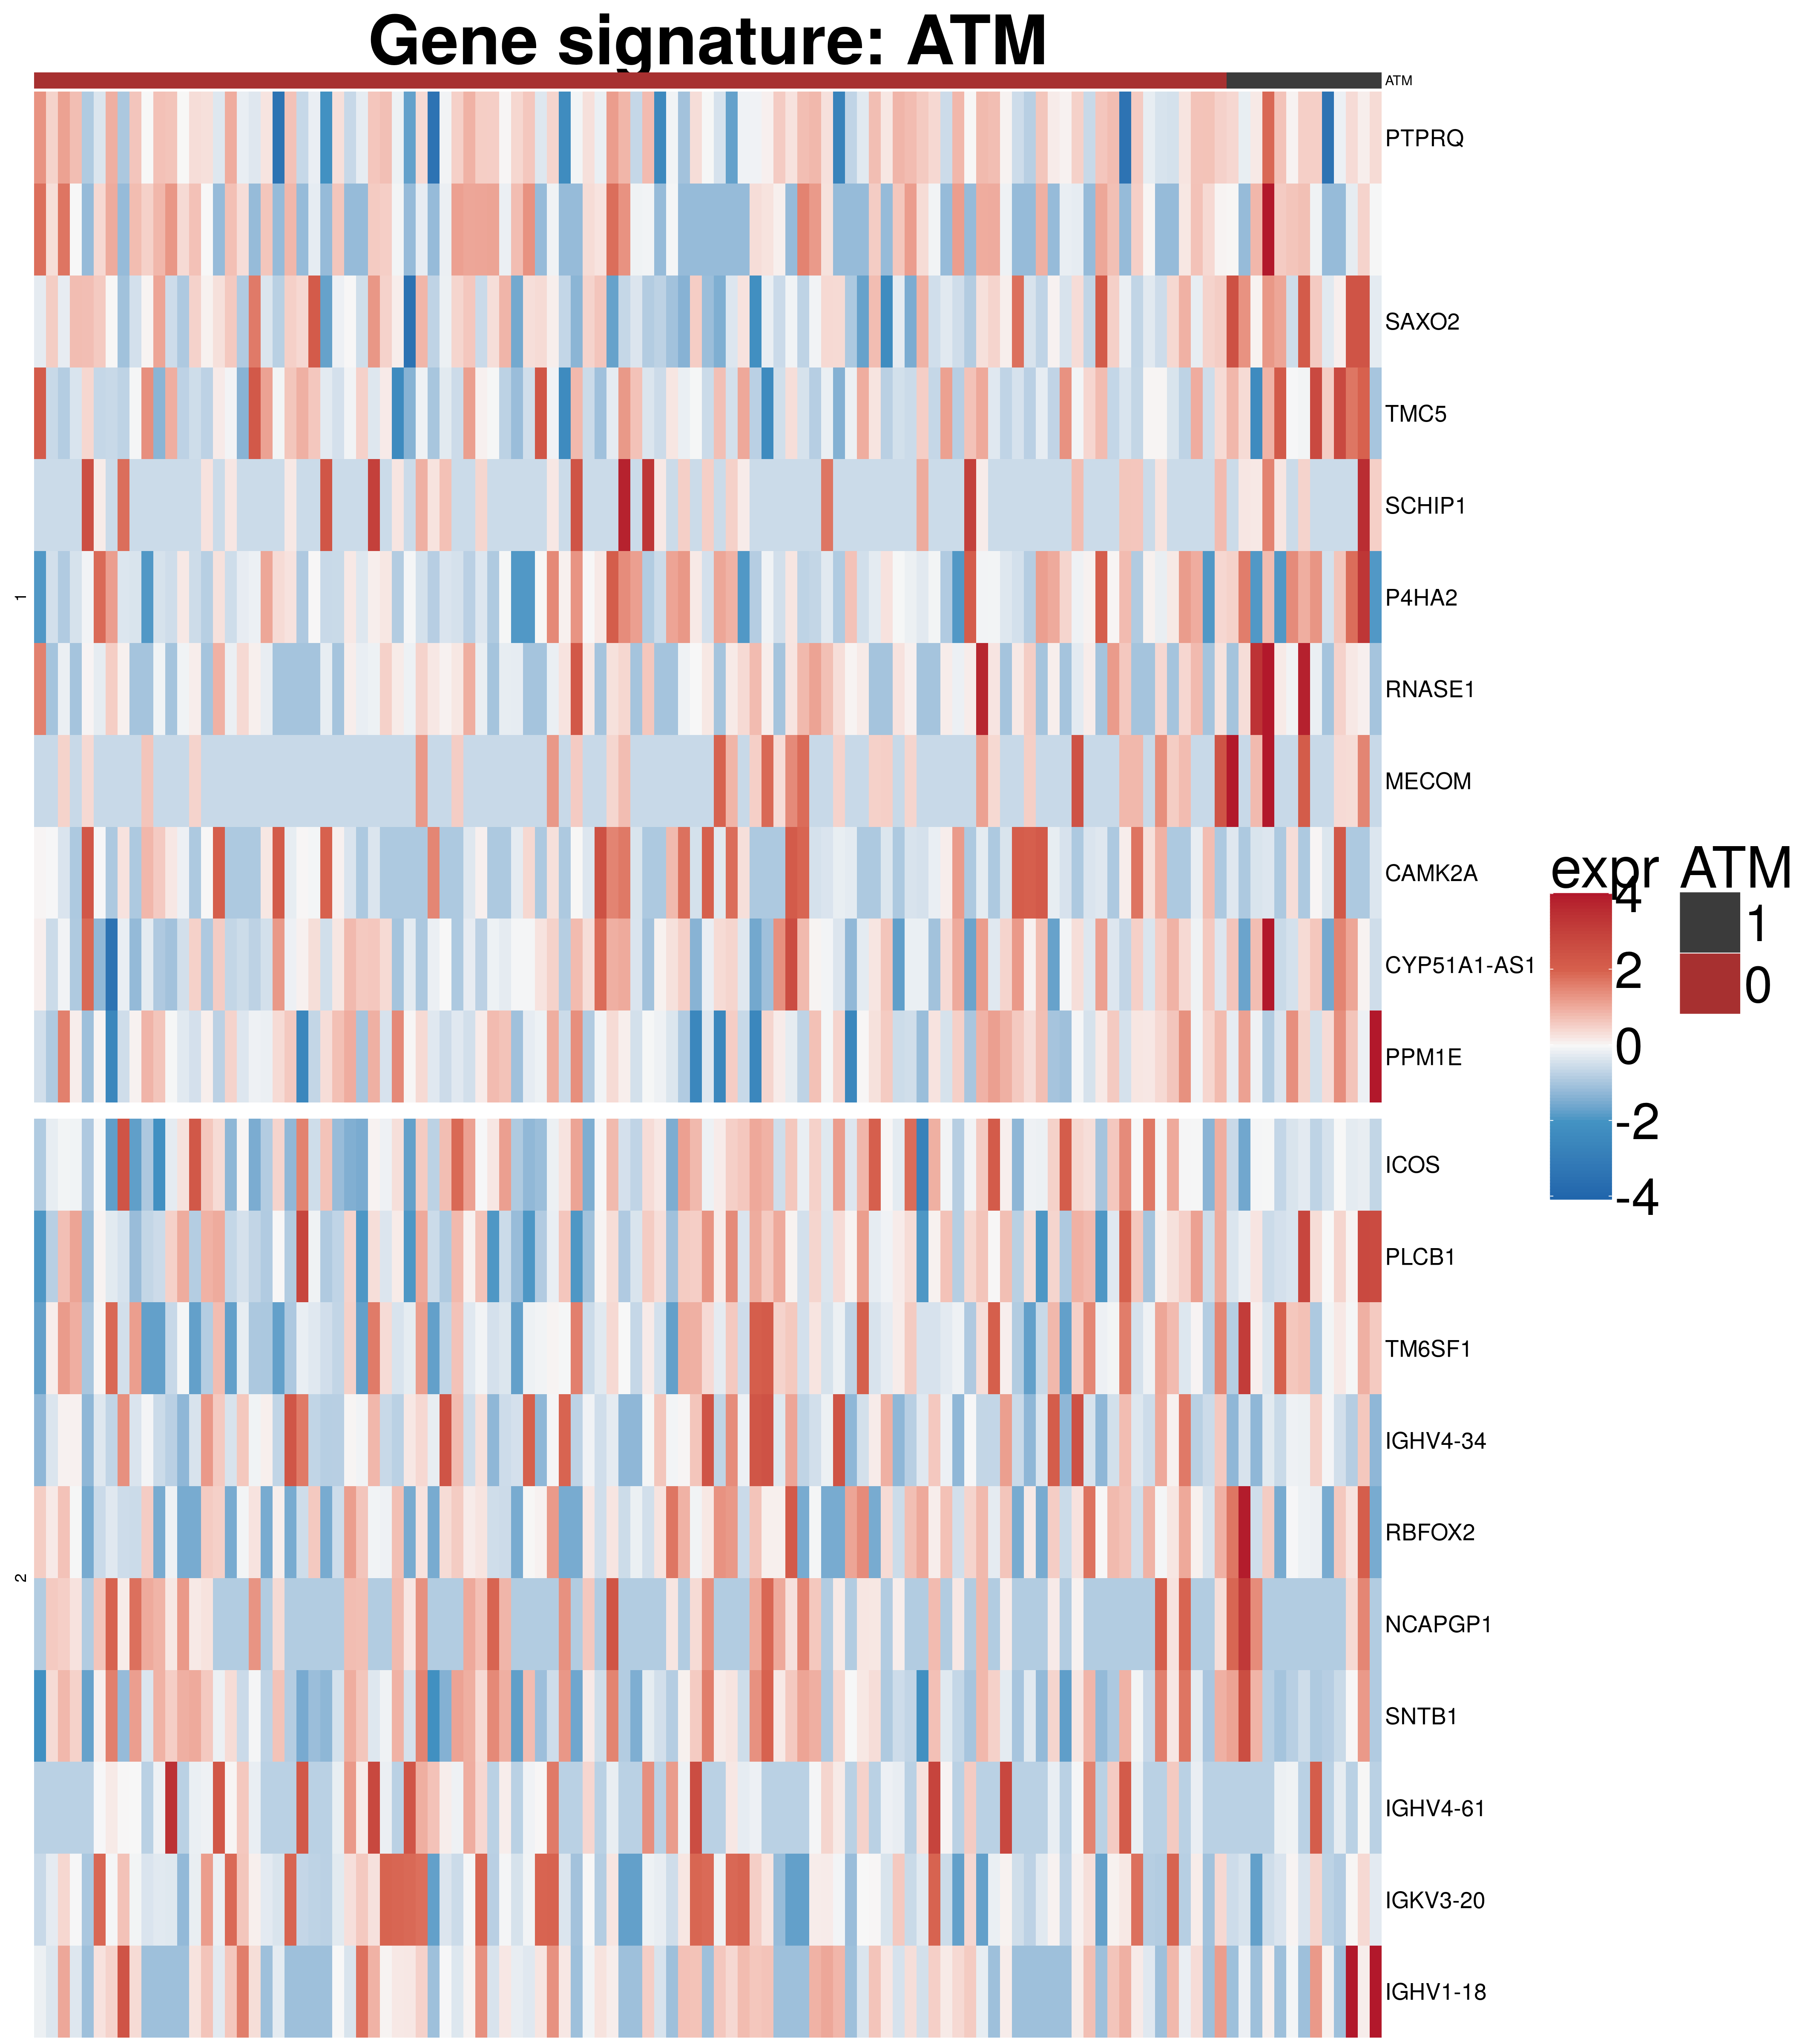 Gene signature: ATM
ATM
PTPRQ
SAXO2
TMC5
SCHIP1
1
P4HA2
RNASE1
MECOM
CAMK2A
CYP51A1-AS1
PPM1E
ICOS
PLCB1
TM6SF1
IGHV4-34
RBFOX2
2
NCAPGP1
SNTB1
IGHV4-61
IGKV3-20
IGHV1-18
expr
4
2
0
-2
-4
ATM
1
0